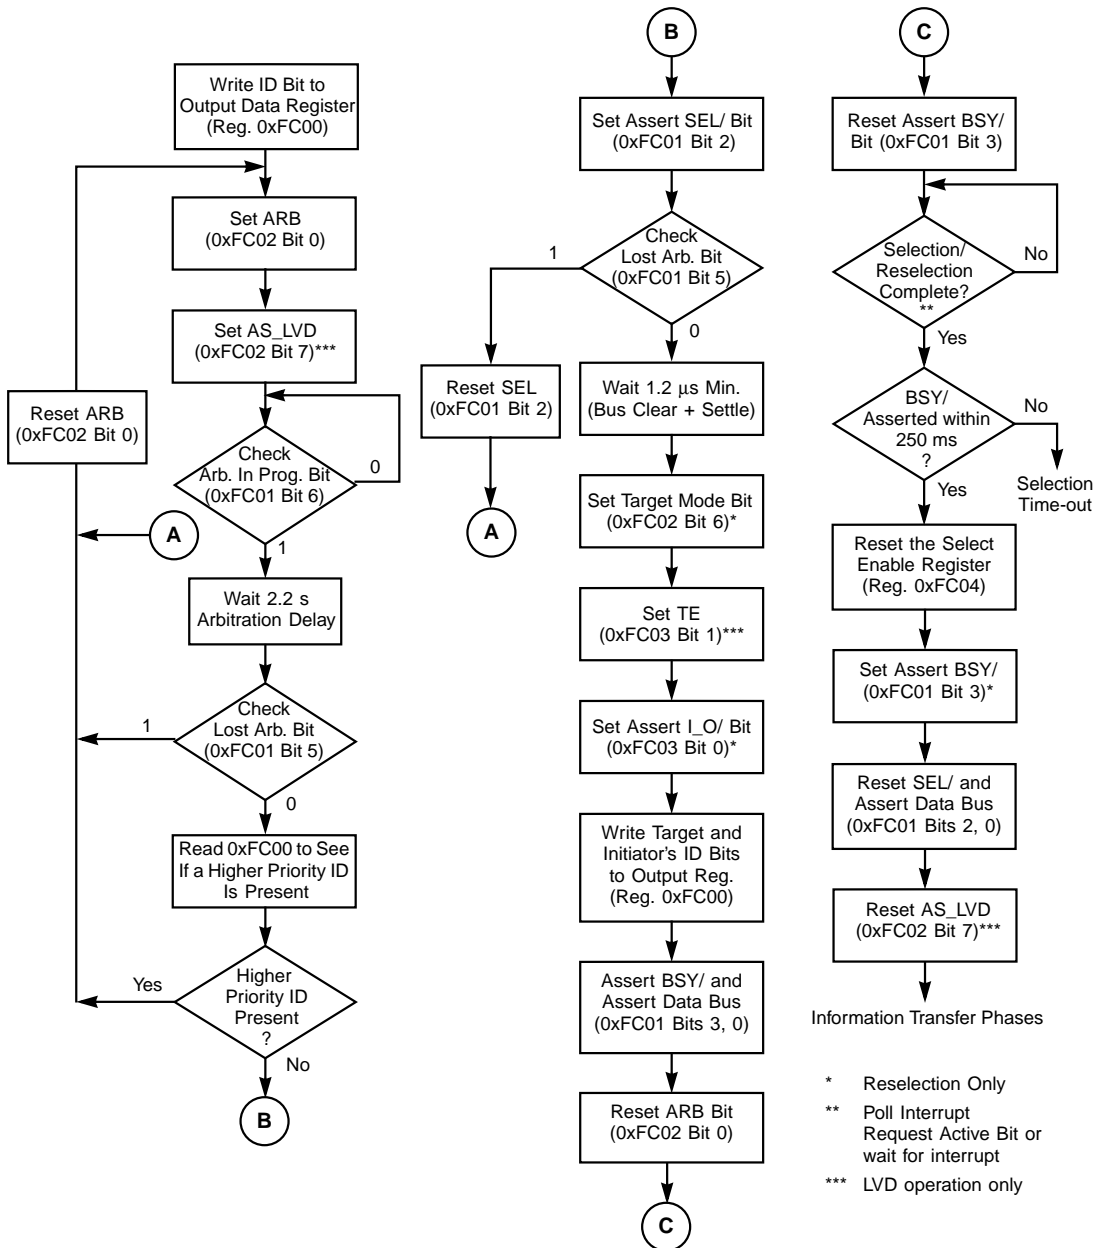 Write ID Bit to
Output Data Register
(Reg. 0xFC00)
Set ARB
(0xFC02 Bit 0)
Set AS_LVD
(0xFC02 Bit 7)***
Reset ARB
(0xFC02 Bit 0)
Check
Arb. In Prog. Bit
(0xFC01 Bit 6)
0
1
A
Wait 2.2 s
Arbitration Delay
Check
Lost Arb. Bit
(0xFC01 Bit 5)
1
0
Read 0xFC00 to See
If a Higher Priority ID
Is Present
Higher
Priority ID
Present
?
Yes
No
B
B
Set Assert SEL/ Bit
(0xFC01 Bit 2)
Check
Lost Arb. Bit
(0xFC01 Bit 5)
1
0
Reset SEL
(0xFC01 Bit 2)
A
Wait 1.2 µs Min.
(Bus Clear + Settle)
Set Target Mode Bit
(0xFC02 Bit 6)*
Set TE
(0xFC03 Bit 1)***
Set Assert I_O/ Bit
(0xFC03 Bit 0)*
Write Target and
Initiator's ID Bits
to Output Reg.
(Reg. 0xFC00)
Assert BSY/ and
Assert Data Bus
(0xFC01 Bits 3, 0)
Reset ARB Bit
(0xFC02 Bit 0)
C
C
Reset Assert BSY/
Bit (0xFC01 Bit 3)
Selection/
Reselection
Complete?
**
No
Yes
BSY/
Asserted within
250 ms
?
No
Selection
Time-out
Yes
Reset the Select
Enable Register
(Reg. 0xFC04)
Set Assert BSY/
(0xFC01 Bit 3)*
Reset SEL/ and
Assert Data Bus
(0xFC01 Bits 2, 0)
Reset AS_LVD
(0xFC02 Bit 7)***
Information Transfer Phases
* Reselection Only
** Poll Interrupt
Request Active Bit or
wait for interrupt
*** LVD operation only